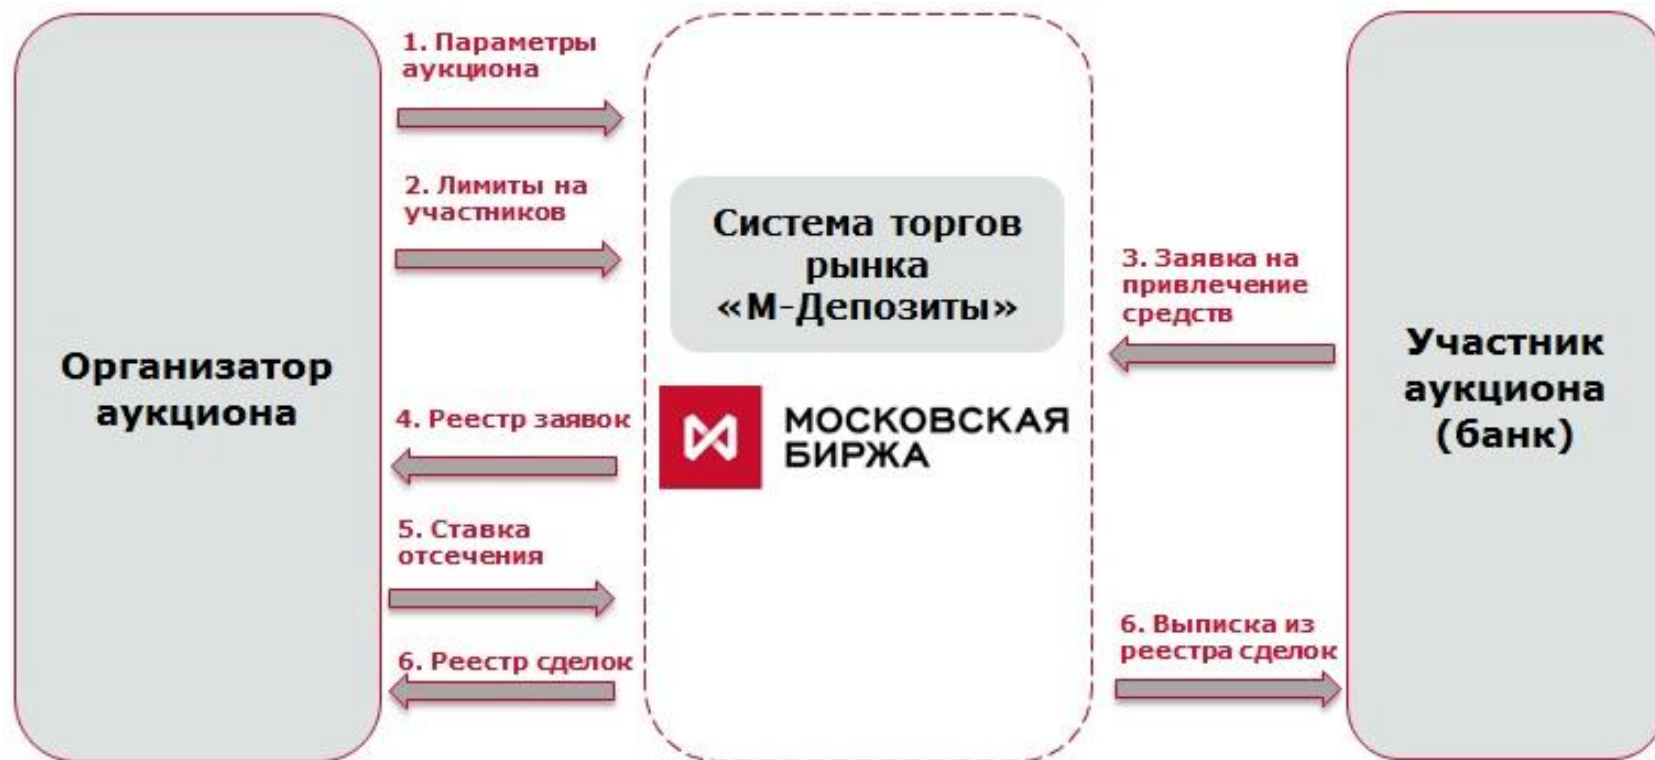 1. Параметры
аукциона
2. Лимиты на
участников
Организатор
аукциона
4. Реестр заявок
5. Ставка
отсечения
6. Реестр сделок
Система торгов
рынка
«М-Депозиты»
МОСКОВСКАЯ
БИРЖА
3. Заявка на
привлечение
средств
6. Выписка из
реестра сделок
Участник
аукциона
(банк)